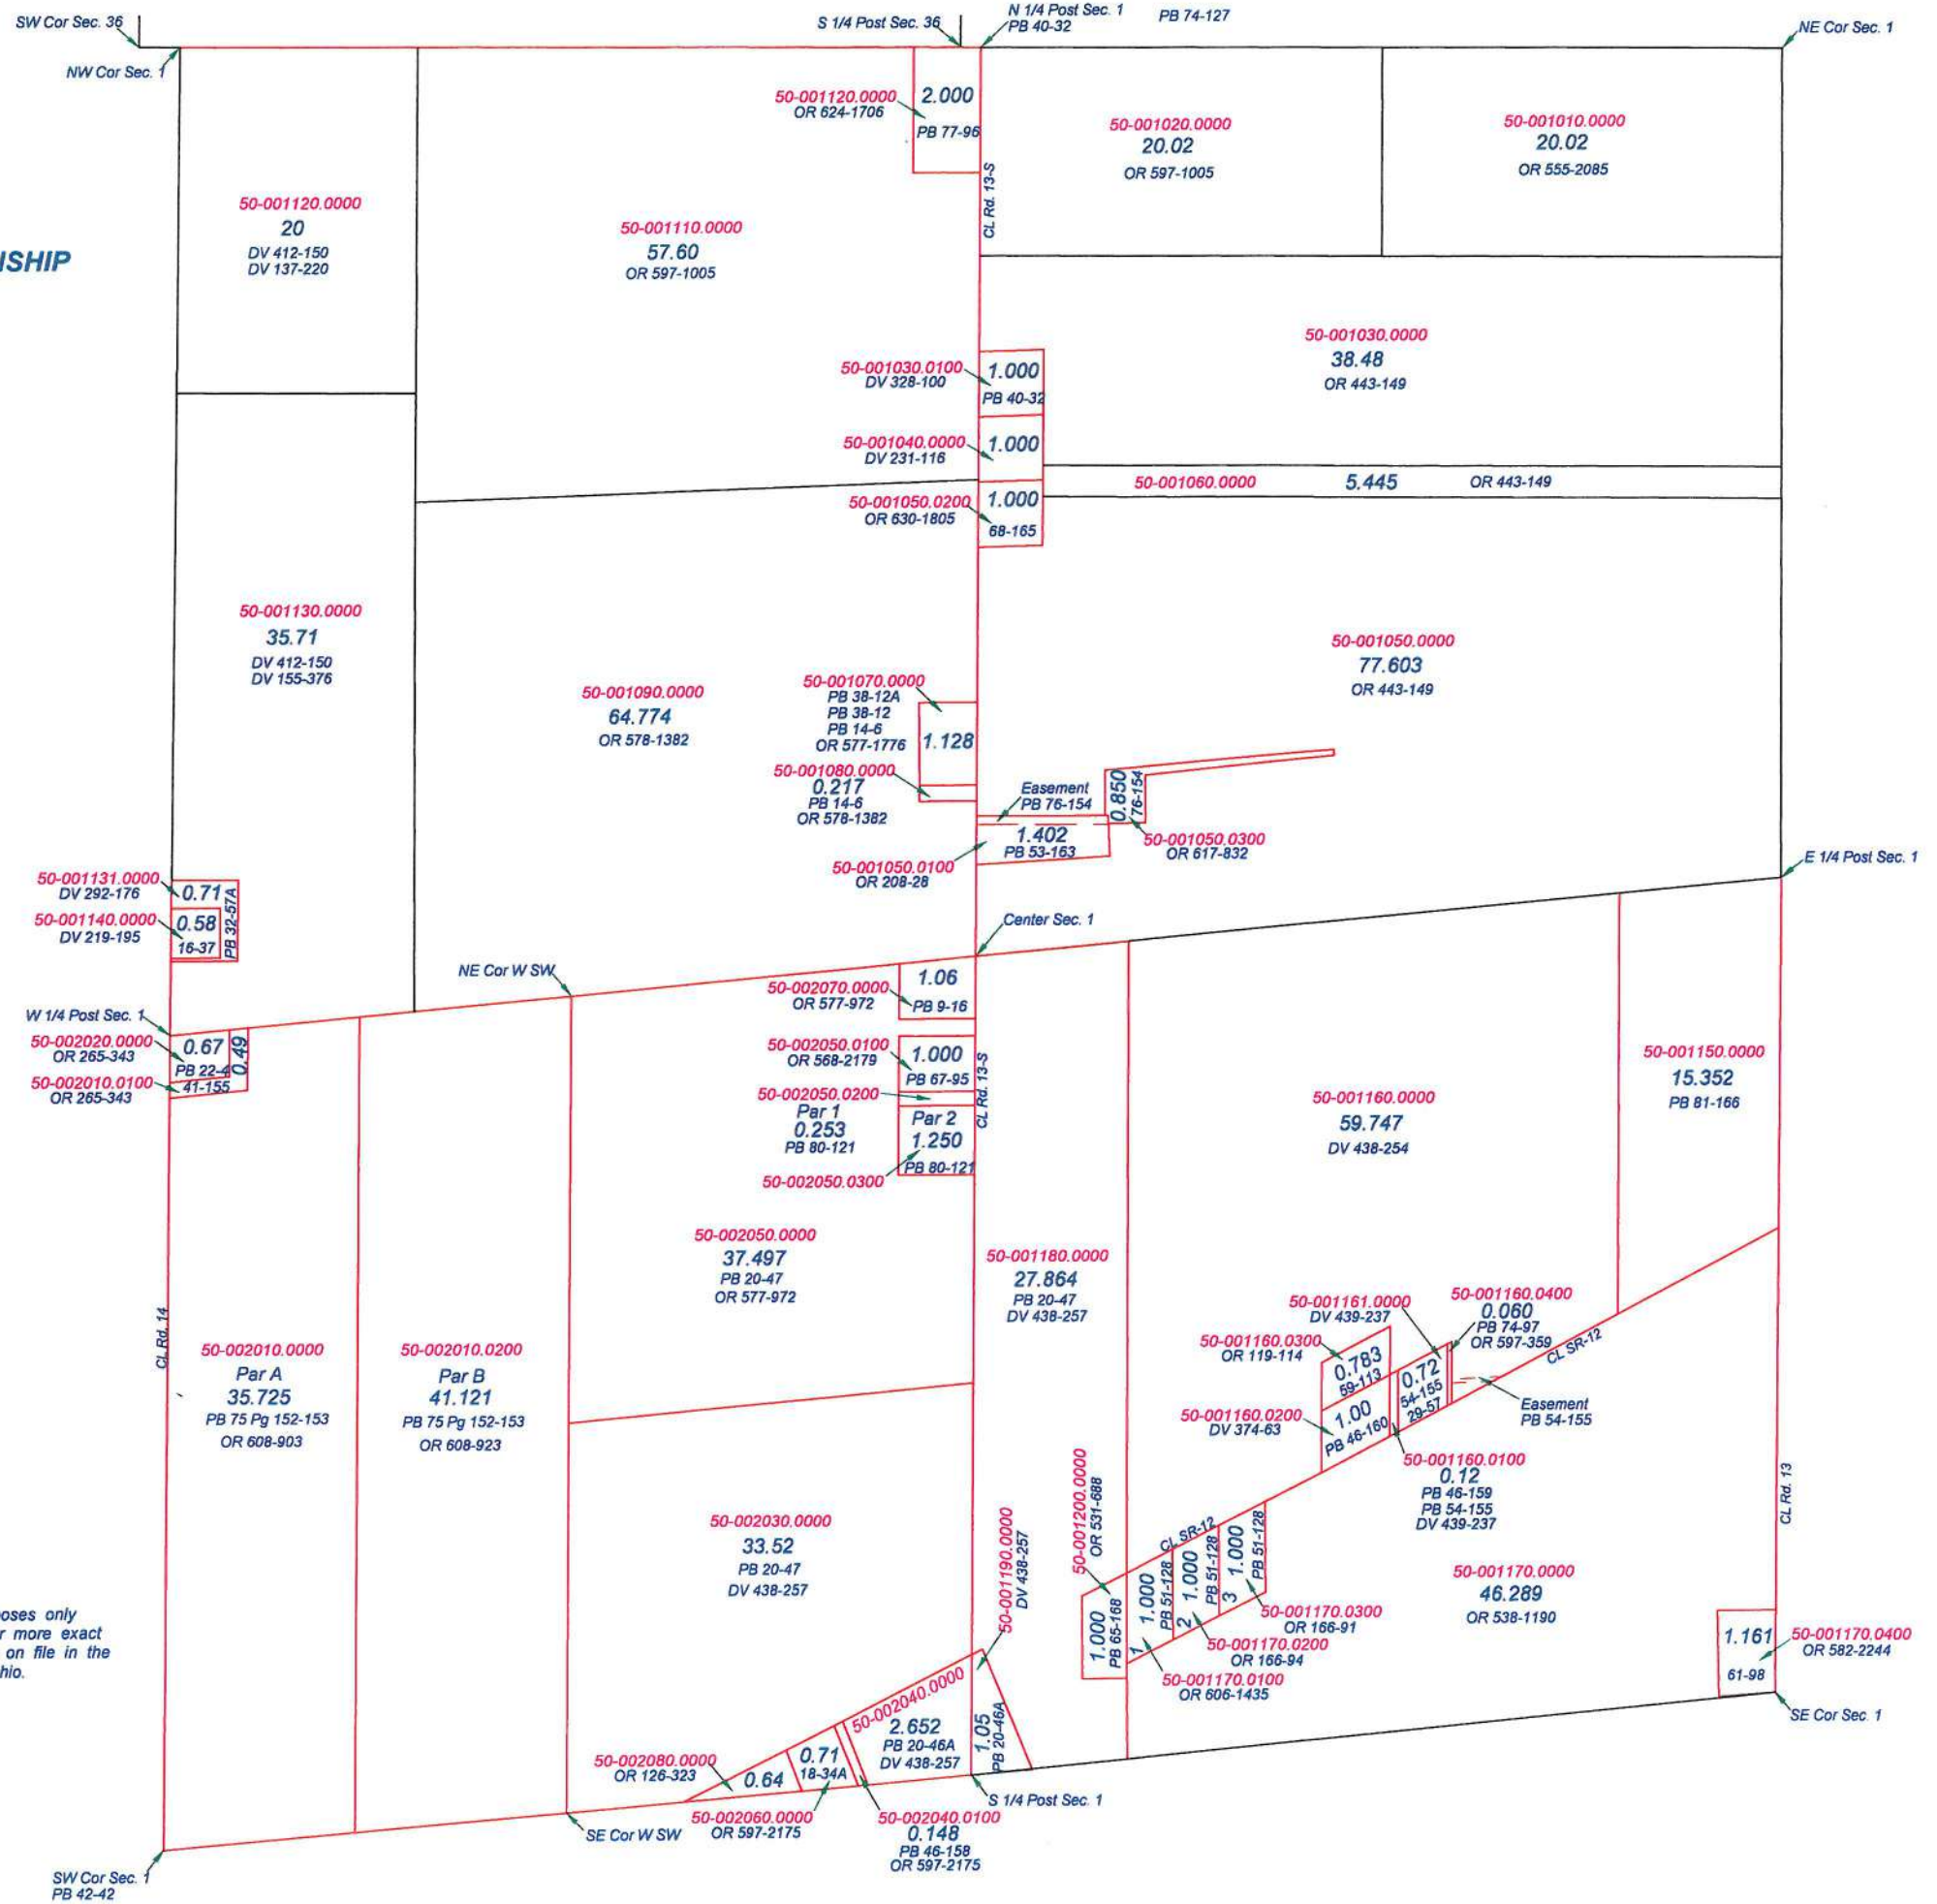 SW Cor Sec. 36
S 1/4 Post Sec. 36
N 1/4 Post Sec. 1
PB 40-32
PB 74-127
NE Cor Sec. 1
NW Cor Sec. 1
50-001120.0000
OR 624-1706
2.000
PB 77-96
50-001020.0000
20.02
OR 597-1005
50-001010.0000
20.02
OR 555-2085
CL Rd. 13-S
50-001120.0000
20
DV 412-150
DV 137-220
50-001110.0000
57.60
OR 597-1005
50-001030.0000
38.48
OR 443-149
50-001030.0100
DV 328-100
1.000
PB 40-32
50-001040.0000
DV 231-116
1.000
50-001060.0000 5.445 OR 443-149
50-001050.0200
OR 630-1805
1.000
68-165
50-001130.0000
35.71
DV 412-150
DV 155-376
50-001090.0000
64.774
OR 578-1382
50-001070.0000
PB 38-12A
PB 38-12
PB 14-6
OR 577-1776
1.128
50-001080.0000
0.217
PB 14-6
OR 578-1382
50-001050.0000
77.603
OR 443-149
Easement
PB 76-154
0.850
76-154
1.402
PB 53-163
50-001050.0300
OR 617-832
50-001050.0100
OR 208-28
E 1/4 Post Sec. 1
50-001131.0000
DV 292-176
0.71
PB 32-57A
50-001140.0000
DV 219-195
0.58
16-37
Center Sec. 1
NE Cor W SW
50-002070.0000
OR 577-972
1.06
PB 9-16
W 1/4 Post Sec. 1
50-002020.0000
OR 265-343
0.67
PB 22-4
0.49
50-002010.0100
OR 265-343
41-155
50-002050.0100
OR 568-2179
1.000
PB 67-95
CL Rd. 13-S
50-002050.0200
Par 1
0.253
PB 80-121
Par 2
1.250
PB 80-121
50-002050.0300
50-001160.0000
59.747
DV 438-254
50-001150.0000
15.352
PB 81-166
50-002050.0000
37.497
PB 20-47
OR 577-972
50-001180.0000
27.864
PB 20-47
DV 438-257
CL Rd. 14
50-002010.0000
Par A
35.725
PB 75 Pg 152-153
OR 608-903
50-002010.0200
Par B
41.121
PB 75 Pg 152-153
OR 608-923
50-001161.0000
DV 439-237
50-001160.0400
0.060
PB 74-97
OR 597-359
50-001160.0300
OR 119-114
0.783
59-113
0.72
54-155
29-57
CL SR-12
Easement
PB 54-155
50-001160.0200
DV 374-63
1.00
PB 46-160
50-001160.0100
0.12
PB 46-159
PB 54-155
DV 439-237
CL Rd. 13
50-002030.0000
33.52
PB 20-47
DV 438-257
50-001190.0000
DV 438-257
50-001200.0000
OR 531-688
1.000
PB 65-168
CL SR-12
1
1.000
PB 51-128
2
1.000
PB 51-128
3
1.000
PB 51-128
50-001170.0300
OR 166-91
50-001170.0200
OR 166-94
50-001170.0100
OR 606-1435
50-001170.0000
46.289
OR 538-1190
1.161
61-98
50-001170.0400
OR 582-2244
SE Cor Sec. 1
only
more exact
on file in the
50-002040.0000
2.652
PB 20-46A
DV 438-257
1.05
PB 20-46A
50-002080.0000
OR 126-323
0.64
0.71
18-34A
50-002060.0000
OR 597-2175
50-002040.0100
0.148
PB 46-158
OR 597-2175
S 1/4 Post Sec. 1
SE Cor W SW
SW Cor Sec. 1
PB 42-42